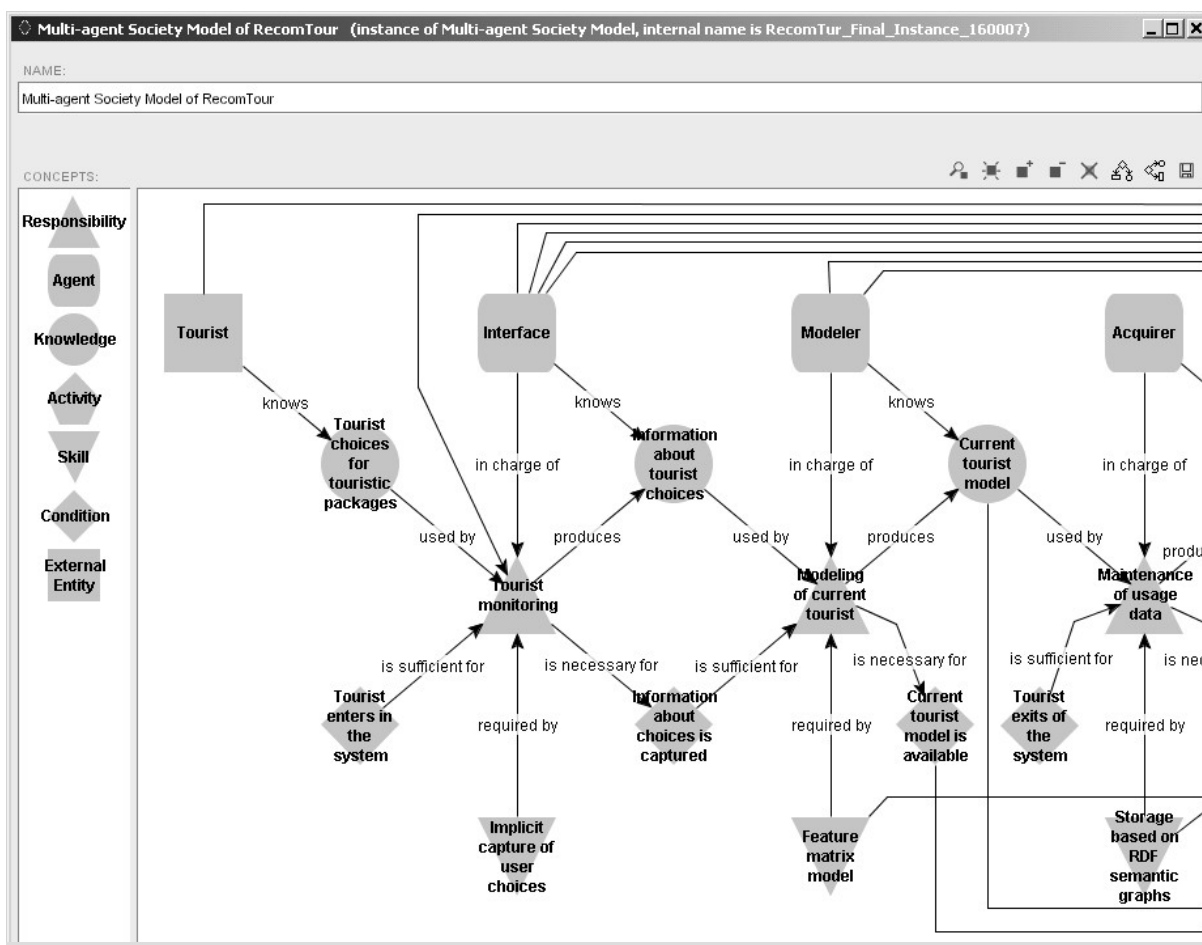 Multi-agent Society Model of RecomTour (instance of Multi-agent Society Model, internal name is RecomTur_Final_Instance_160007)
NAME:
Multi-agent Society Model of RecomTour
CONCEPTS:
Responsibility
Agent
Knowledge
Activity
Skill
Condition
External
Entity
Tourist
Interface
Modeler
Acquirer
knows
knows
knows
Tourist
choices
for
touristic
packages
Information
about
tourist
choices
Current
tourist
model
in charge of
in charge of
in charge of
used by
produces
used by
produces
used by
produ
Tourist
monitoring
Modeling
of current
tourist
Maintenance
of usage
data
is sufficient for
is necessary for
is sufficient for
is necessary for
is sufficient for
is nec
Tourist
enters in
the
system
required by
Information
about
choices is
captured
required by
Current
tourist
model is
available
Tourist
exits of
the
system
required by
Implicit
capture of
user
choices
Feature
matrix
model
Storage
based on
RDF
semantic
graphs